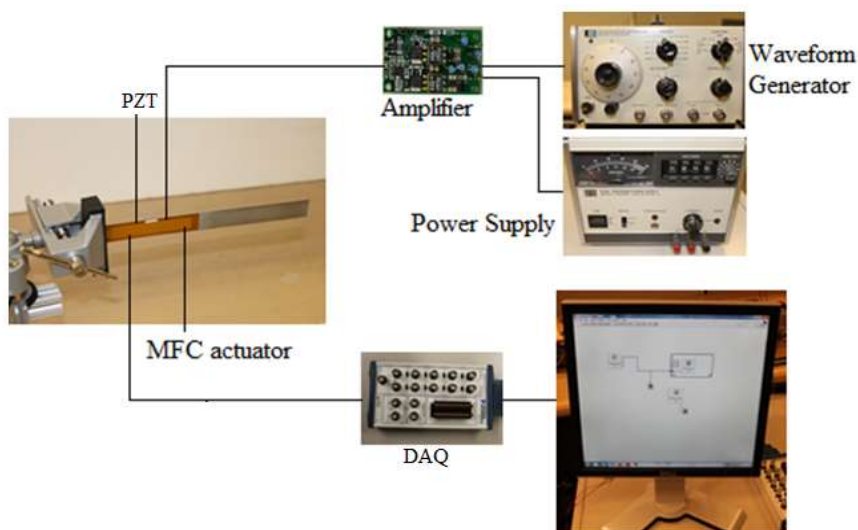 Waveform
Generator
Amplifier
PZT
Power Supply
MFC actuator
DAQ